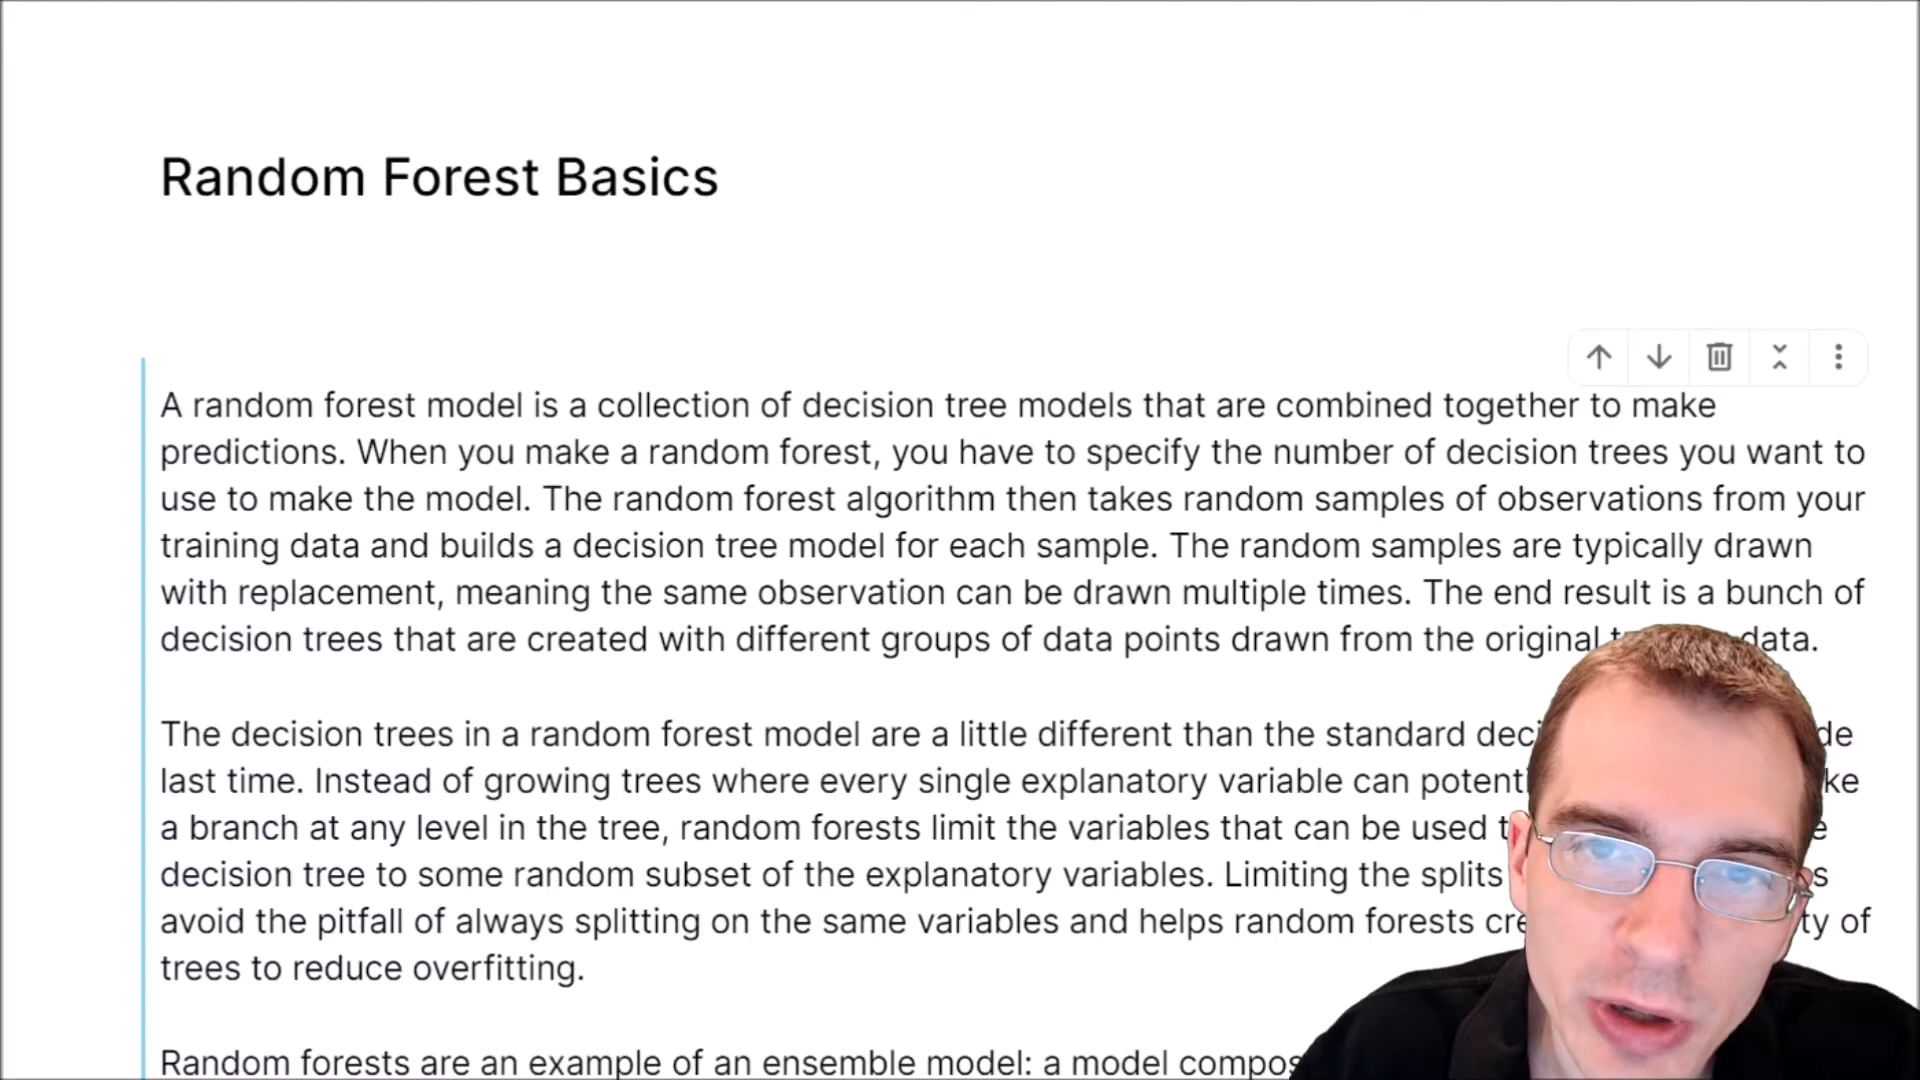 Random Forest Basics
A random forest model is a collection of decision tree models that are combined together to make
predictions. When you make a random forest, you have to specify the number of decision trees you want to
use to make the model. The random forest algorithm then takes random samples of observations from your
training data and builds a decision tree model for each sample. The random samples are typically drawn
with replacement, meaning the same observation can be drawn multiple times. The end result is a bunch of
decision trees that are created with different groups of data points drawn from the original data.
The decision trees in a random forest model are a little different than the standard
last time. Instead of growing trees where every single explanatory variable can
a branch at any level in the tree, random forests limit the variables that can be used
decision tree to some random subset of the explanatory variables. Limiting the splits
avoid the pitfall of always splitting on the same variables and helps random forests of
trees to reduce overfitting.
Random forests are an example of an ensemble model: a model